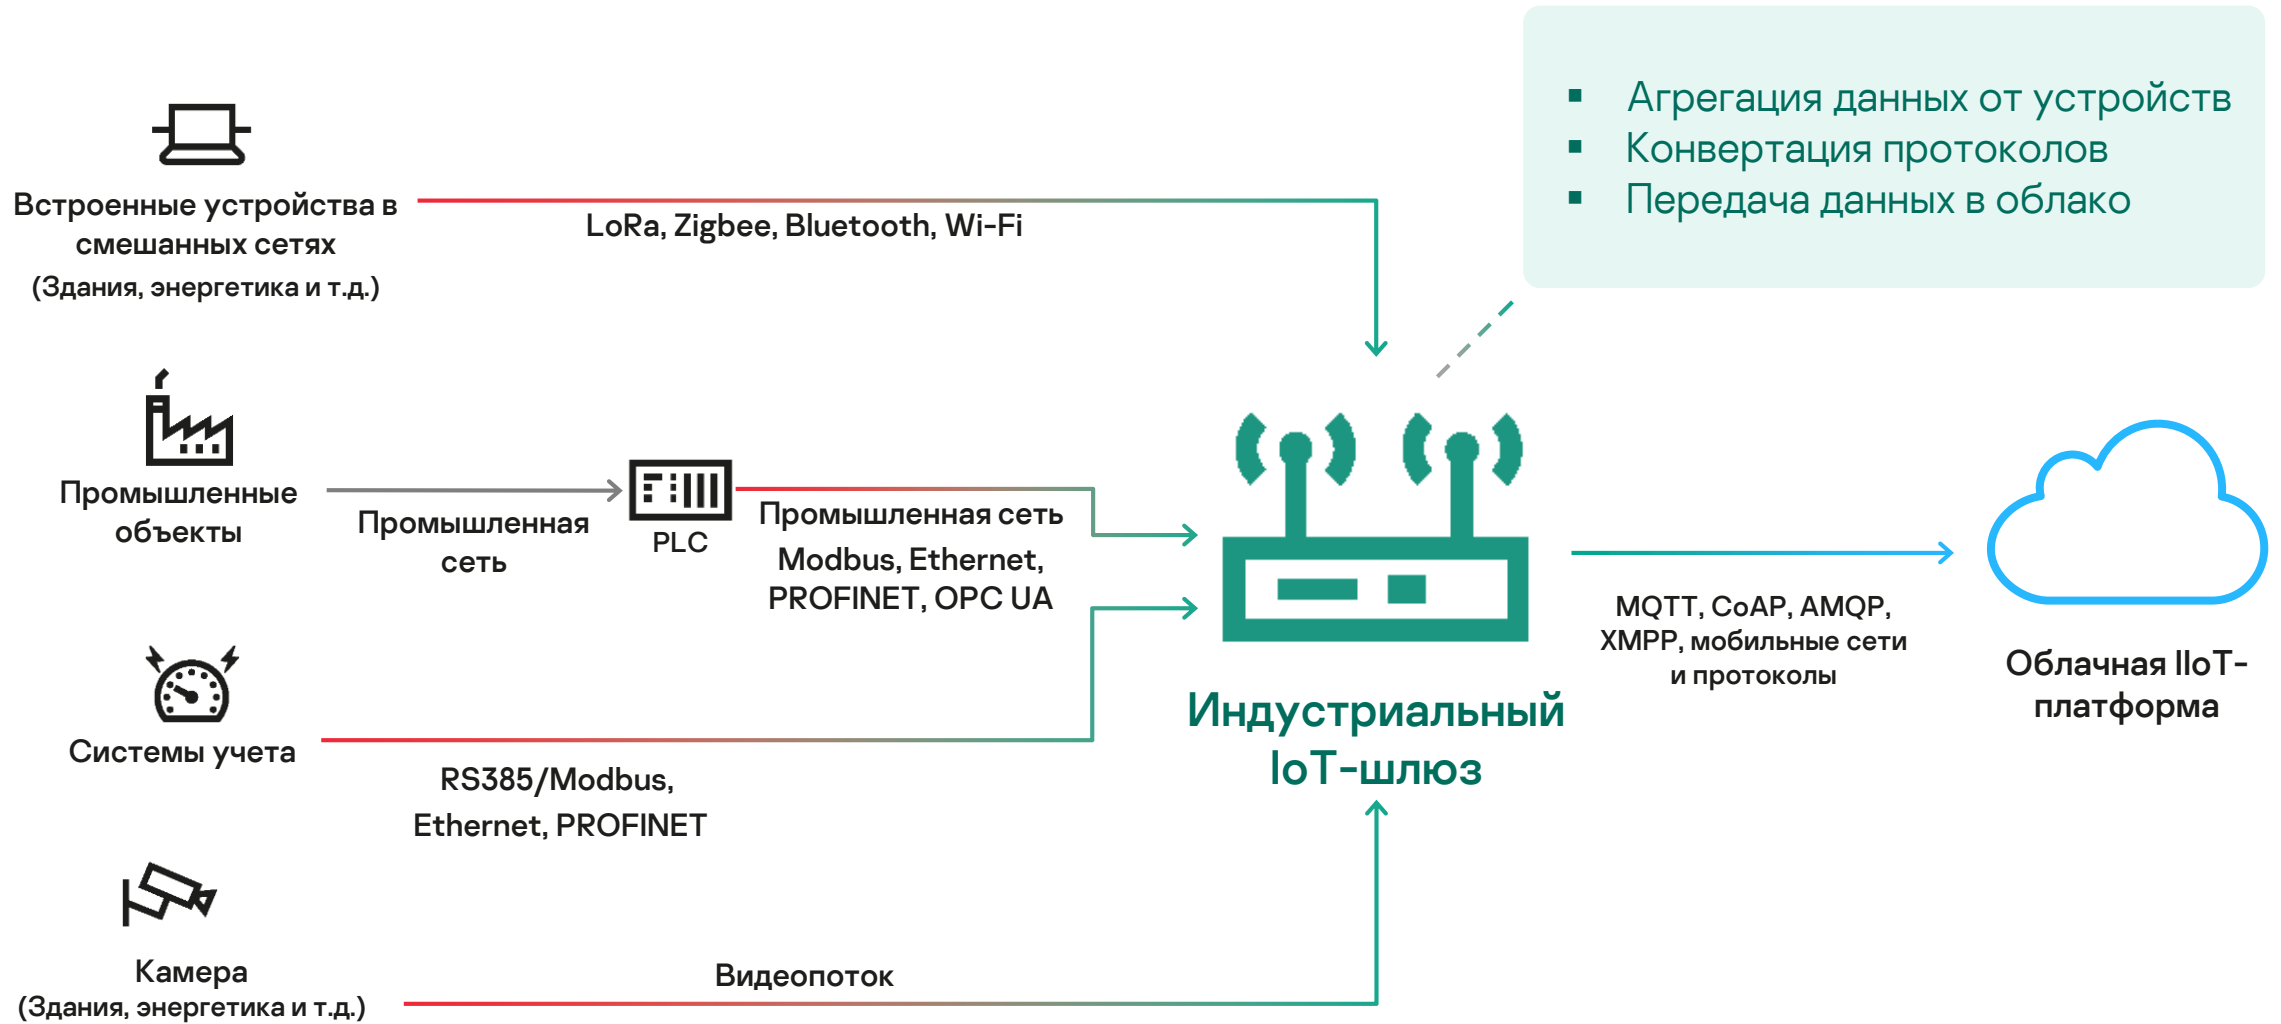 Агрегация данных от устройств
Конвертация протоколов
Передача данных в облако
Встроенные устройства в
смешанных сетях
(Здания, энергетика и т.д.)
LoRa, Zigbee, Bluetooth, Wi-Fi
Промышленные
объекты
Промышленная
сеть
PLC
Промышленная сеть
Modbus, Ethernet,
PROFINET, OPC UA
Системы учета
RS385/Modbus,
Ethernet, PROFINET
Камера
(Здания, энергетика и т.д.)
Видеопоток
Индустриальный
IoT-шлюз
MQTT, CoAP, AMQP,
XMPP, мобильные сети
и протоколы
Облачная IIoT-
платформа